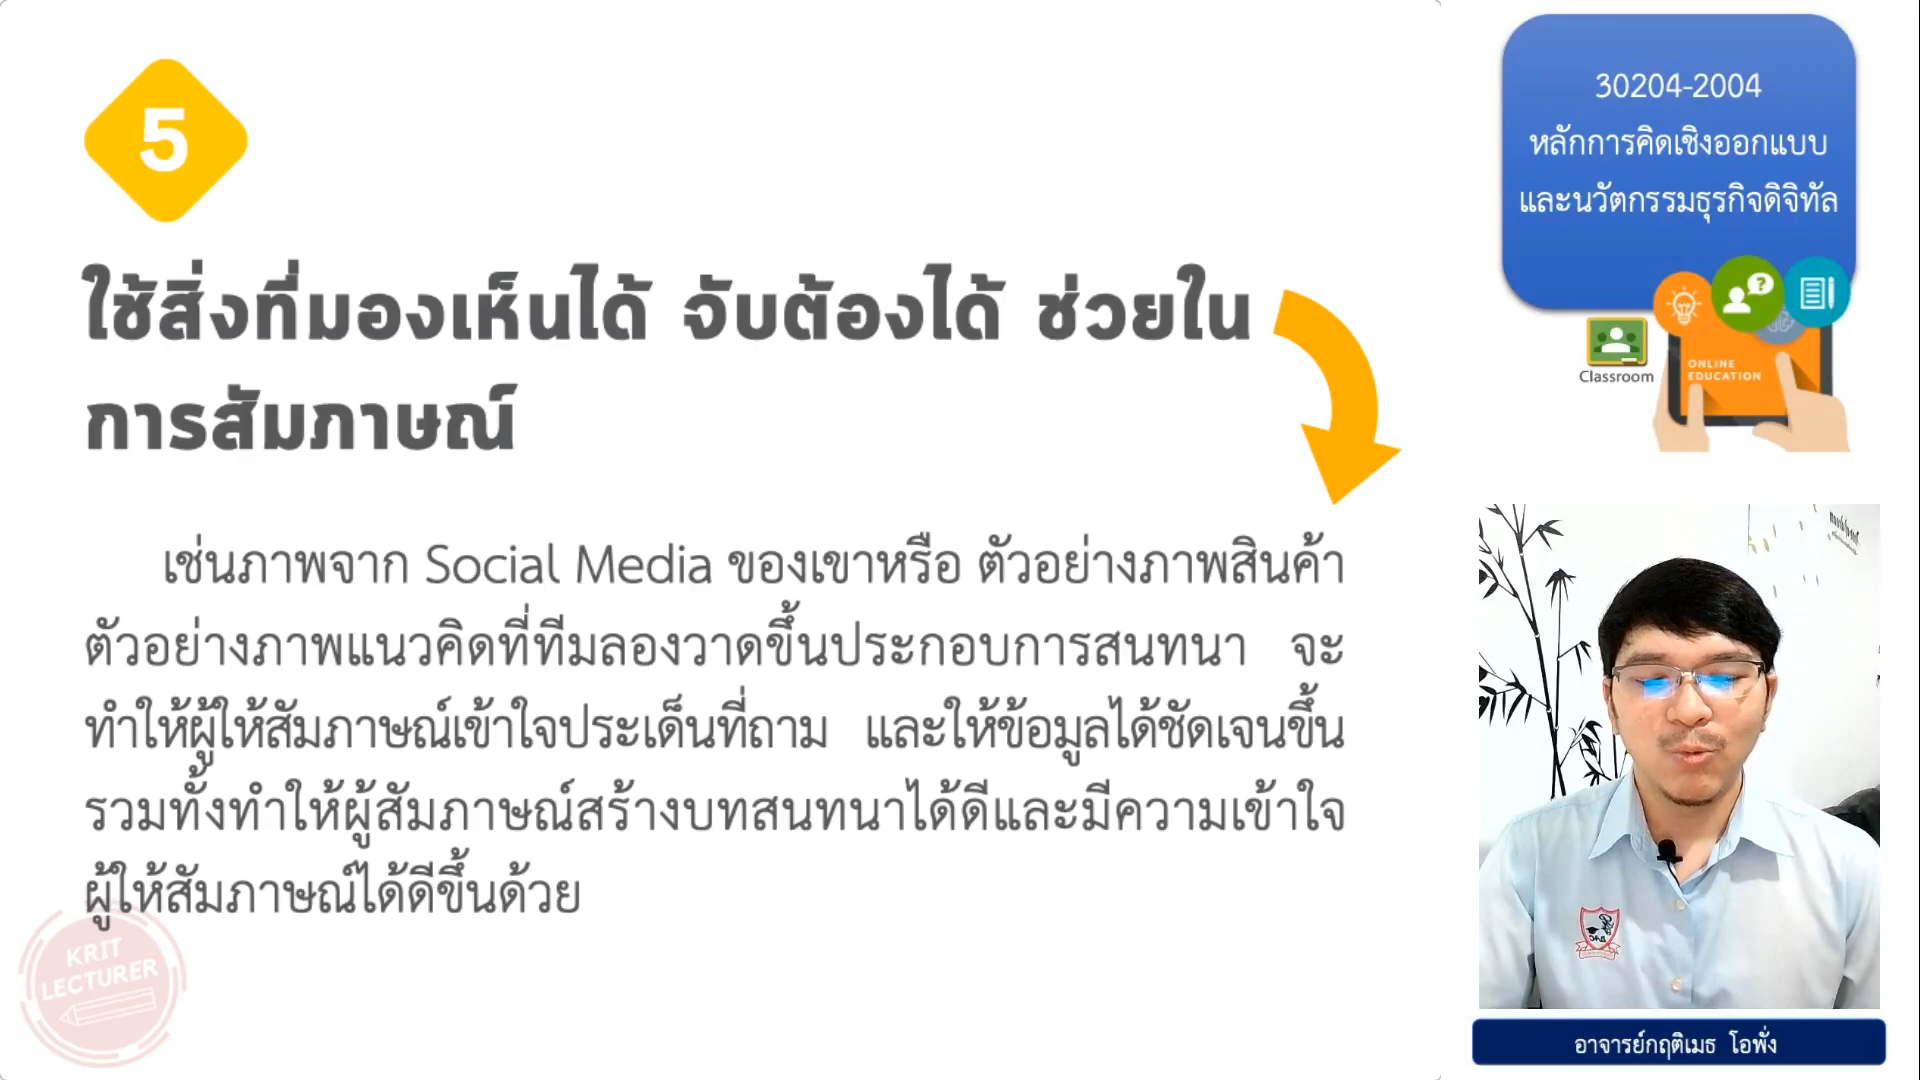 5
ใช้สิ่งที่มองเห็นได้ จับต้องได้ ช่วยใน
การสัมภาษณ์
เช่นภาพจาก Social Media ของเขาหรือ ตัวอย่างภาพสินค้า
ตัวอย่างภาพแนวคิดที่ทีมลองวาดขึ้นประกอบการสนทนา จะ
ทำให้ผู้ให้สัมภาษณ์เข้าใจประเด็นที่ถาม และให้ข้อมูลได้ชัดเจนขึ้น
รวมทั้งทำให้ผู้สัมภาษณ์สร้างบทสนทนาได้ดีและมีความเข้าใจ
ผู้ให้สัมภาษณ์ได้ดีขึ้นด้วย
KRIT
LECTURER
30204-2004
หลักการคิดเชิงออกแบบ
และนวัตกรรมธุรกิจดิจิทัล
?
Classroom
ONLINE
EDUCATION
อาจารย์กฤติเมธ โอพั่ง